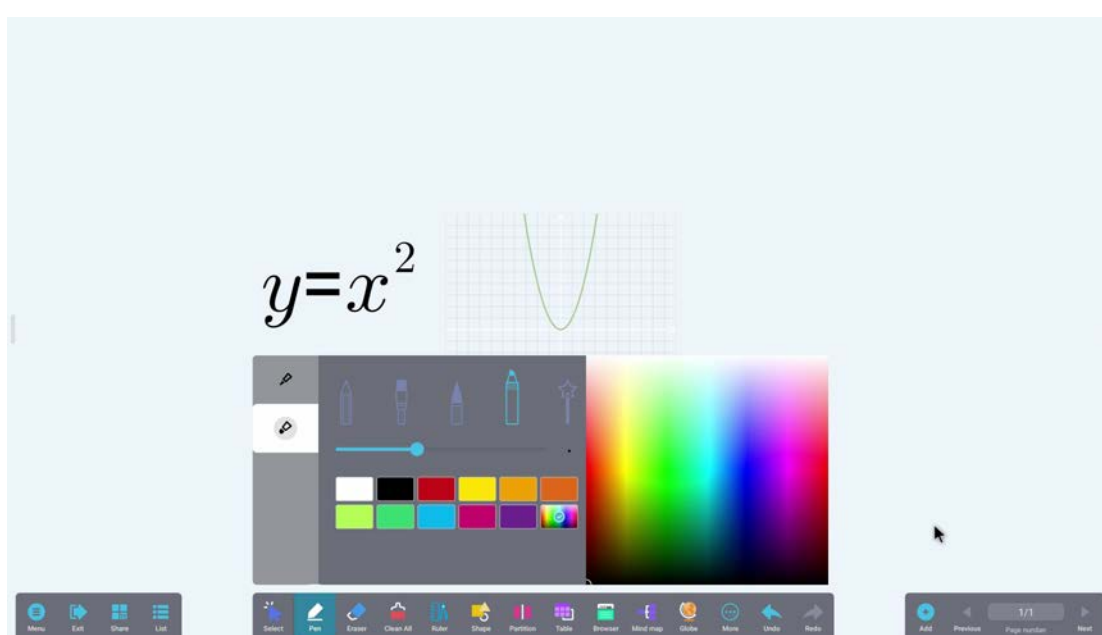 y=x²
Menu Exit Share List
Select Pen Eraser Clean All Ruler Shape Partition Table Browser Mind map Globe More Undo Redo
1/1
Add Previous Page number Next